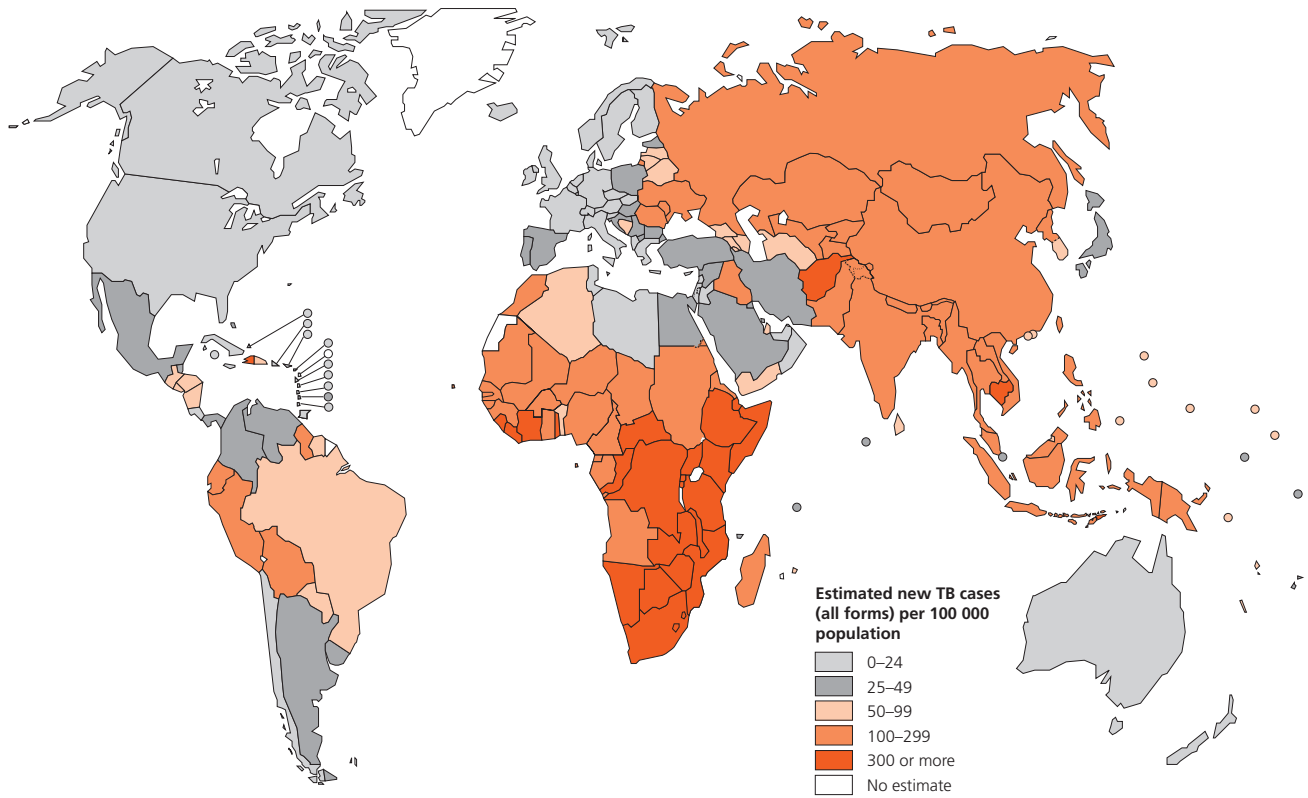 Estimated new TB cases
(all forms) per 100 000
population
0–24
25–49
50–99
100–299
300 or more
No estimate